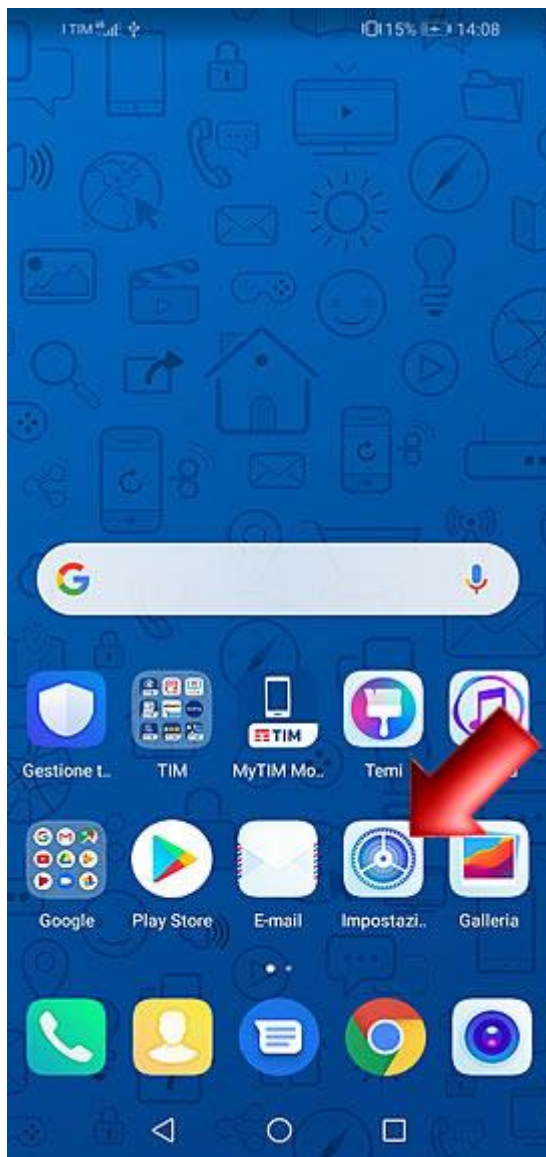 TIM 15% 14:08
TIM
Gestione t.. TIM MyTIM Mo.. Temi
Google Play Store E-mail Impostazi.. Galleria